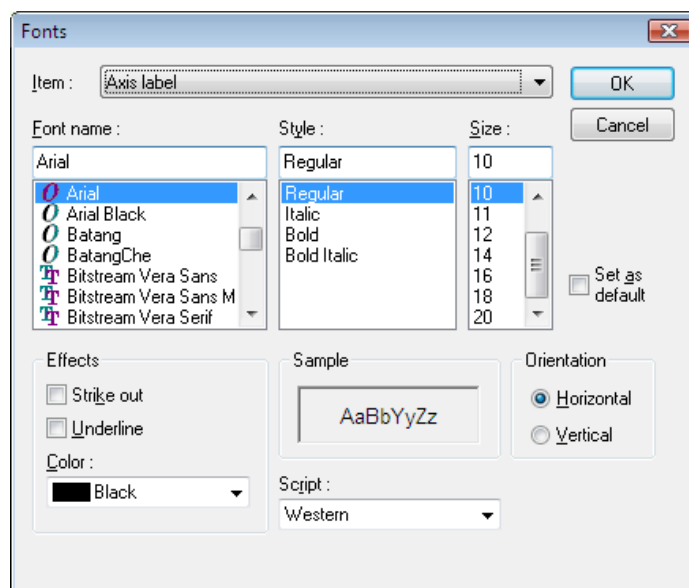 Fonts
Item : Axis label
OK
Cancel
Font name :
Style :
Size :
Arial
Regular
10
Arial
Arial Black
Batang
BatangChe
Bitstream Vera Sans
Bitstream Vera Sans M
Bitstream Vera Serif
Regular
Italic
Bold
Bold Italic
10
11
12
14
16
18
20
Set as
default
Effects
Strike out
Underline
Color :
Black
Sample
AaBbYyZz
Script :
Western
Orientation
Horizontal
Vertical